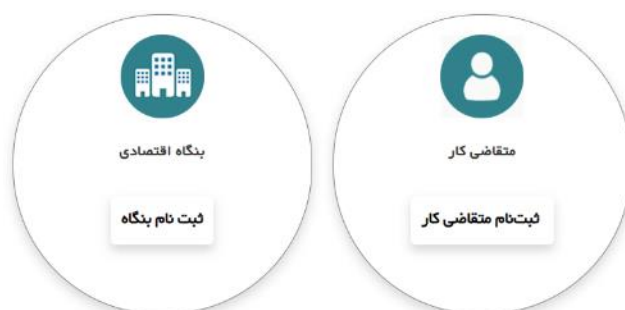 متقاضی کار
ثبت‌نام متقاضی کار
بنگاه اقتصادی
ثبت نام بنگاه